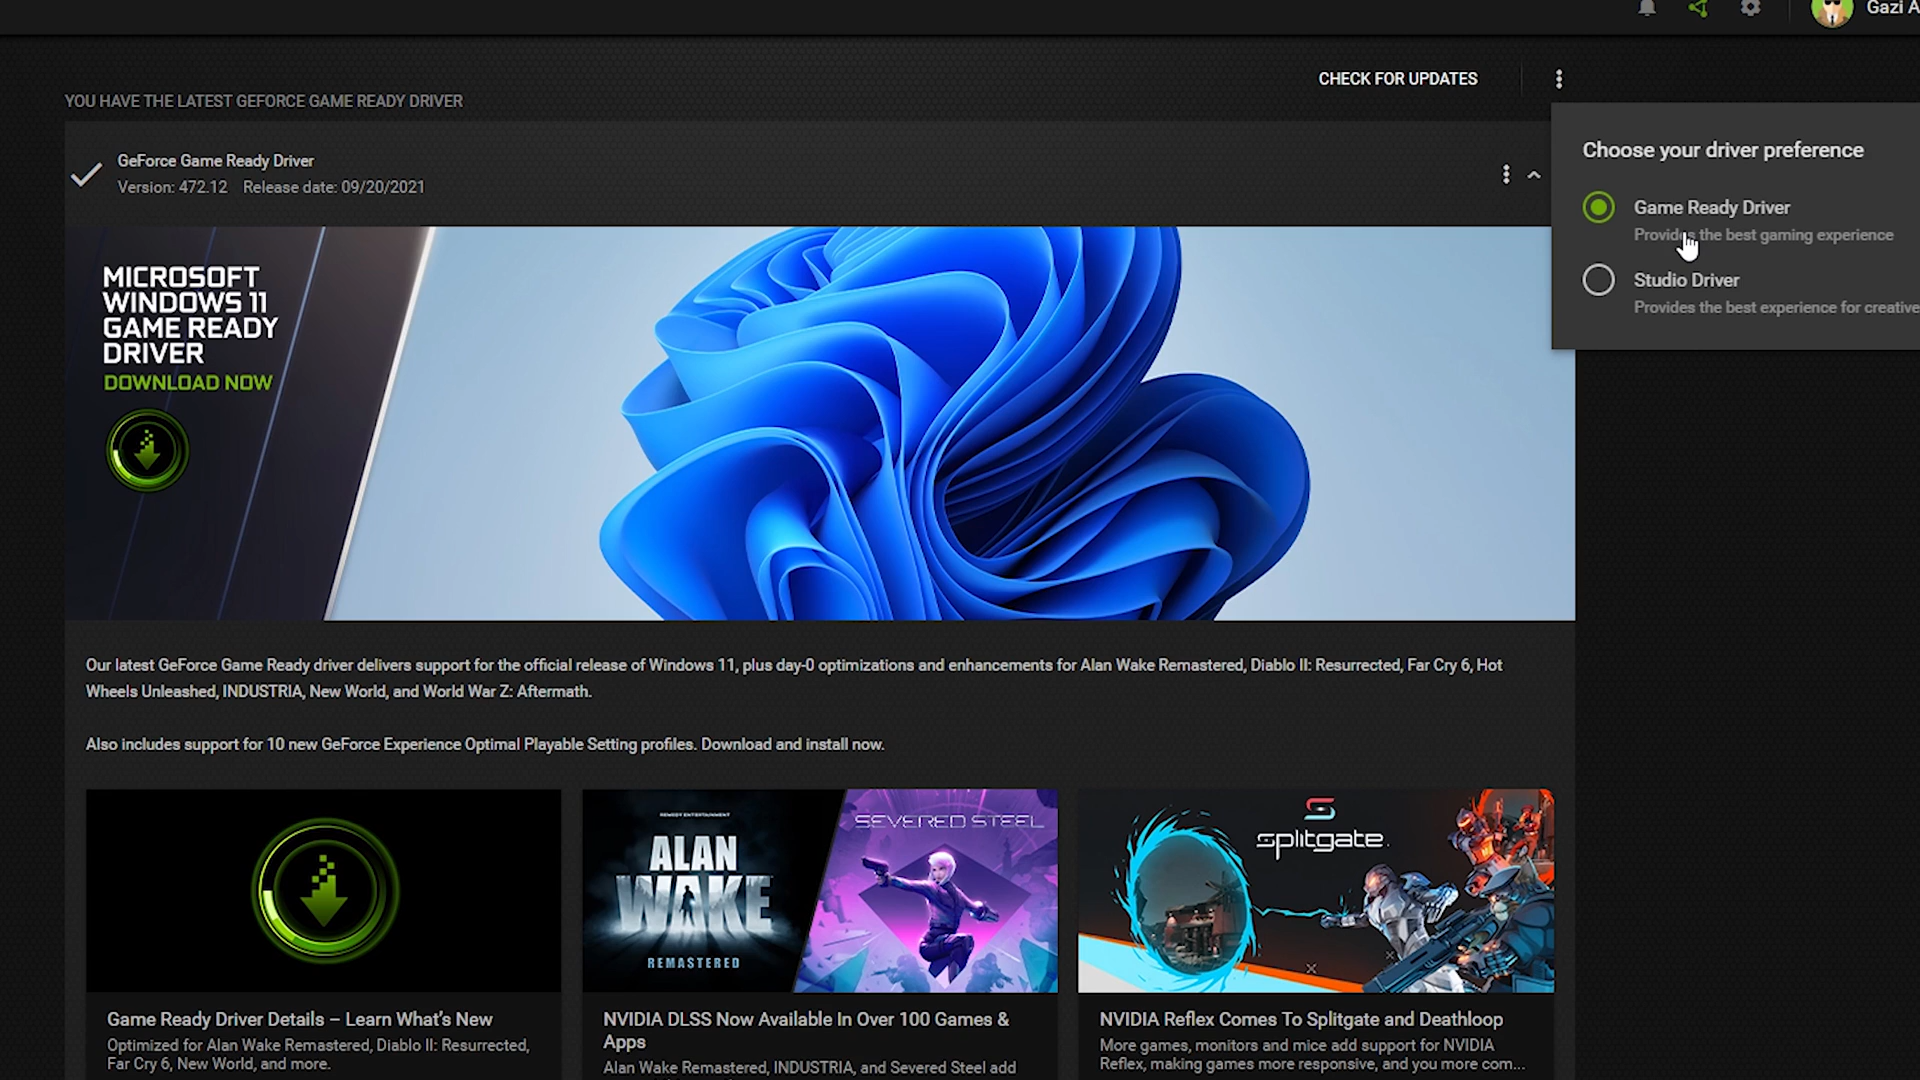 Gazi A
CHECK FOR UPDATES
YOU HAVE THE LATEST GEFORCE GAME READY DRIVER
Choose your driver preference
GeForce Game Ready Driver
Version: 472.12 Release date: 09/20/2021
Game Ready Driver
Provides the best gaming experience
Studio Driver
Provides the best experience for creative
MICROSOFT
WINDOWS 11
GAME READY
DRIVER
DOWNLOAD NOW
Our latest GeForce Game Ready driver delivers support for the official release of Windows 11, plus day-0 optimizations and enhancements for Alan Wake Remastered, Diablo II: Resurrected, Far Cry 6, Hot
Wheels Unleashed, INDUSTRIA, New World, and World War Z: Aftermath.
Also includes support for 10 new GeForce Experience Optimal Playable Setting profiles. Download and install now.
REMEDY ENTERTAINMENT
ALAN
WAKE
REMASTERED
SEVERED STEEL
splitgate
Game Ready Driver Details – Learn What's New
Optimized for Alan Wake Remastered, Diablo II: Resurrected,
Far Cry 6, New World, and more.
NVIDIA DLSS Now Available In Over 100 Games &
Apps
Alan Wake Remastered, INDUSTRIA, and Severed Steel add
NVIDIA Reflex Comes To Splitgate and Deathloop
More games, monitors and mice add support for NVIDIA
Reflex, making games more responsive, and you more com...